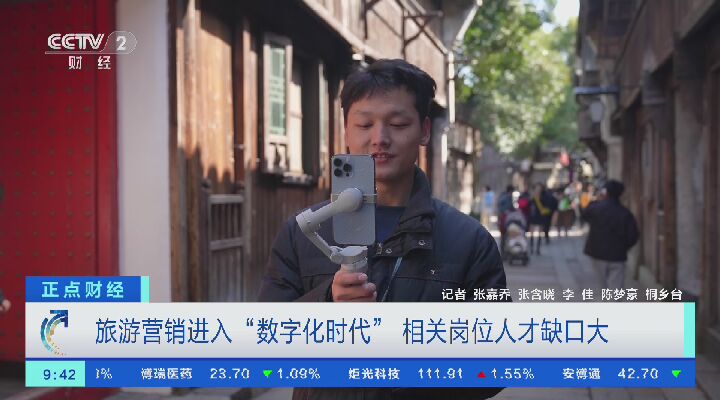 CCTV 2
财 经
正点财经
记者 张嘉乔 张含晓 李 佳 陈梦豪 桐乡台
旅游营销进入“数字化时代” 相关岗位人才缺口大
9:42 3% 博瑞医药 23.70 ▼1.09% 炬光科技 111.91 ▲1.55% 安博通 42.70 ▼